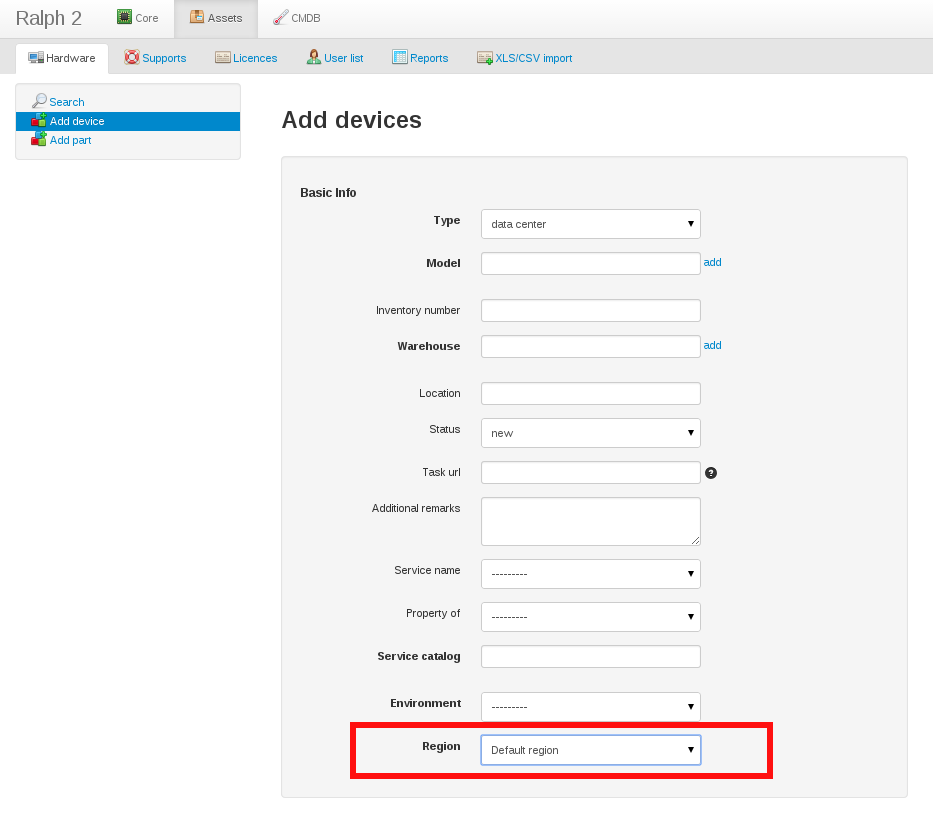 Ralph 2 Core Assets CMDB
Hardware Supports Licences User list Reports XLS/CSV import
Search
Add device
Add part
Add devices
Basic Info
Type data center
Model add
Inventory number
Warehouse add
Location
Status new
Task url ?
Additional remarks
Service name ---------
Property of ---------
Service catalog
Environment ---------
Region Default region